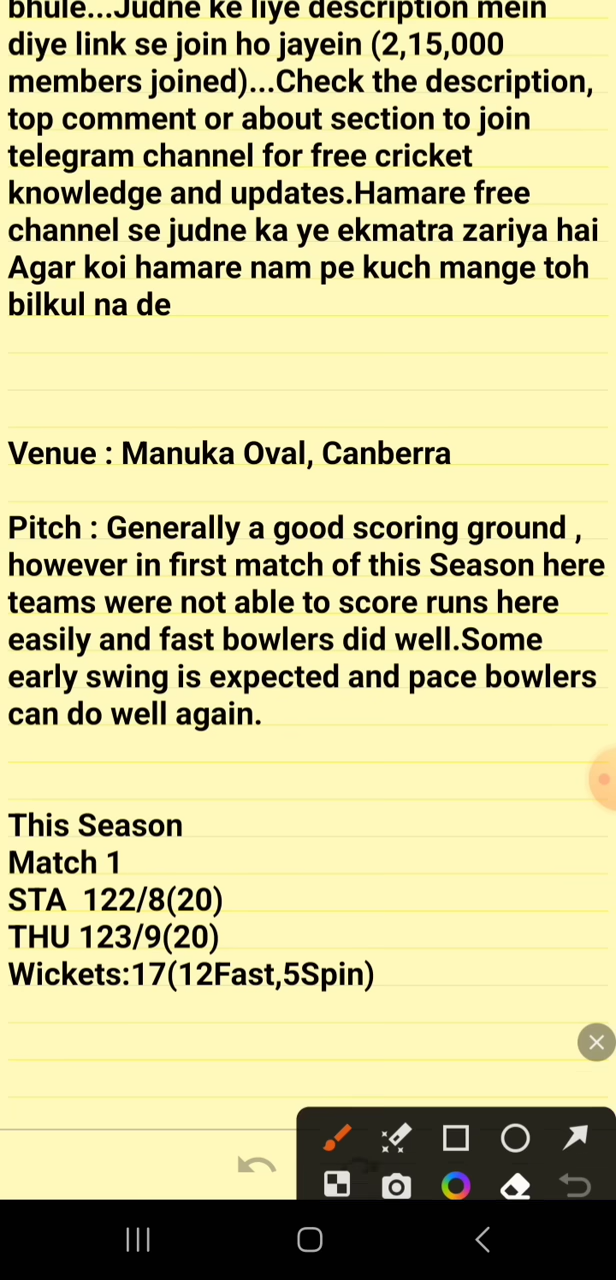 bhule...Judne ke liye description mein
diye link se join ho jayein (2,15,000
members joined)...Check the description,
top comment or about section to join
telegram channel for free cricket
knowledge and updates.Hamare free
channel se judne ka ye ekmatra zariya hai
Agar koi hamare nam pe kuch mange toh
bilkul na de
Venue : Manuka Oval, Canberra
Pitch : Generally a good scoring ground ,
however in first match of this Season here
teams were not able to score runs here
easily and fast bowlers did well.Some
early swing is expected and pace bowlers
can do well again.
This Season
Match 1
STA 122/8(20)
THU 123/9(20)
Wickets:17(12Fast,5Spin)